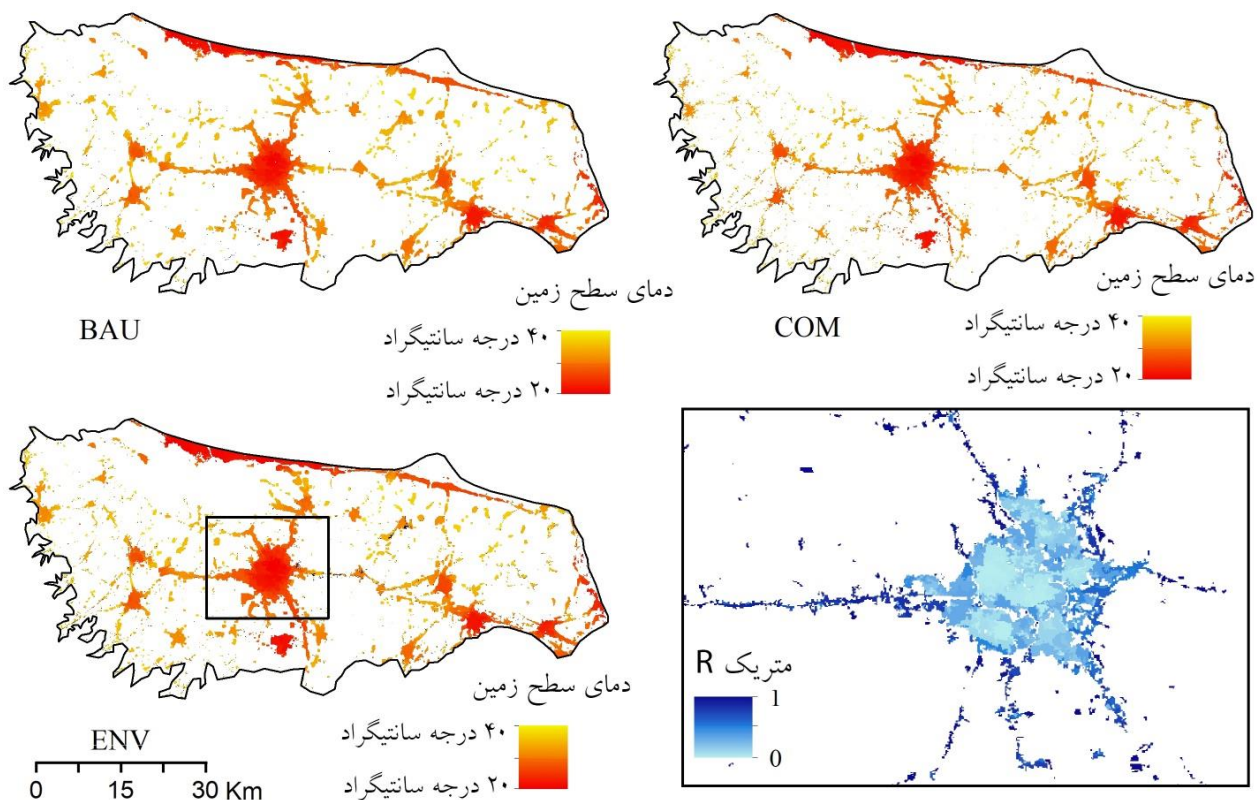 دمای سطح زمین
۴۰ درجه سانتیگراد
۲۰ درجه سانتیگراد
BAU
دمای سطح زمین
۴۰ درجه سانتیگراد
۲۰ درجه سانتیگراد
COM
دمای سطح زمین
۴۰ درجه سانتیگراد
۲۰ درجه سانتیگراد
ENV
0 15 30 Km
متریک R
1
0